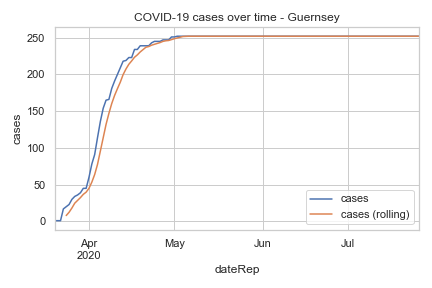 COVID-19 cases over time - Guernsey
250
200
150
100
50
0
cases
cases
cases (rolling)
Apr
2020
May
Jun
Jul
dateRep